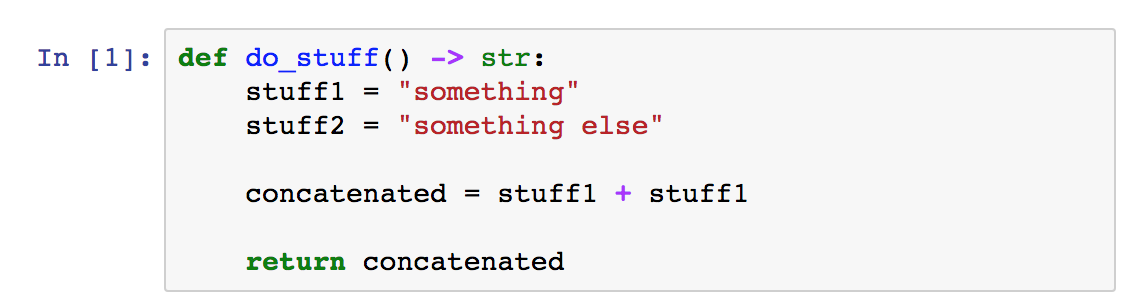 In [1]: def do_stuff() -> str:
    stuff1 = "something"
    stuff2 = "something else"
    concatenated = stuff1 + stuff1
    return concatenated